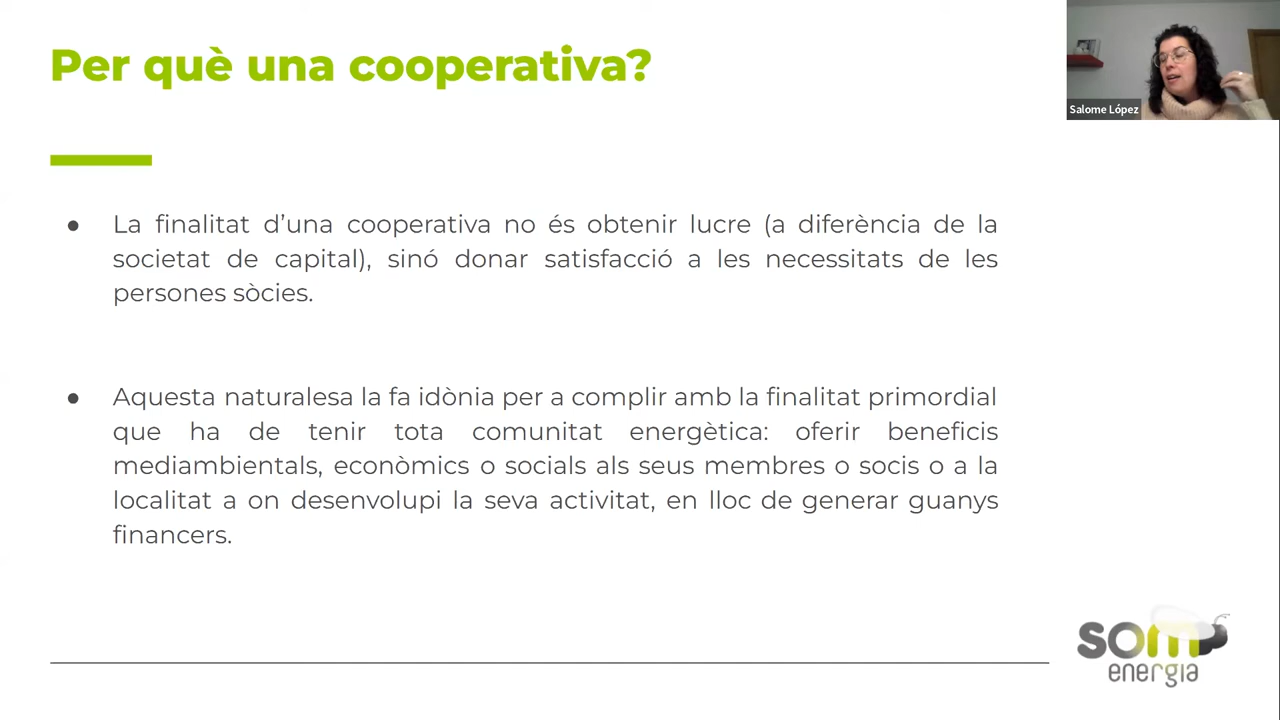 Per què una cooperativa?
Salome López
● La finalitat d’una cooperativa no és obtenir lucre (a diferència de la
societat de capital), sinó donar satisfacció a les necessitats de les
persones sòcies.
● Aquesta naturalesa la fa idònia per a complir amb la finalitat primordial
que ha de tenir tota comunitat energètica: oferir beneficis
mediambientals, econòmics o socials als seus membres o socis o a la
localitat a on desenvolupi la seva activitat, en lloc de generar guanys
financers.
som
energia